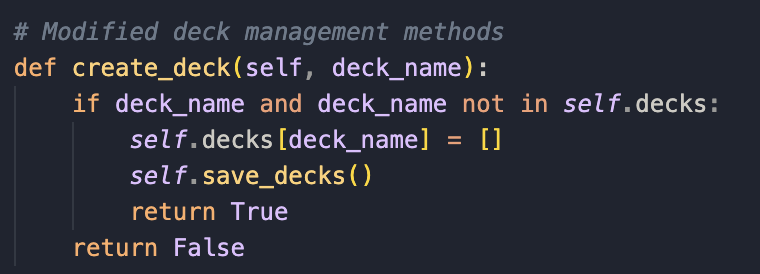 # Modified deck management methods
def create_deck(self, deck_name):
    if deck_name and deck_name not in self.decks:
        self.decks[deck_name] = []
        self.save_decks()
        return True
    return False